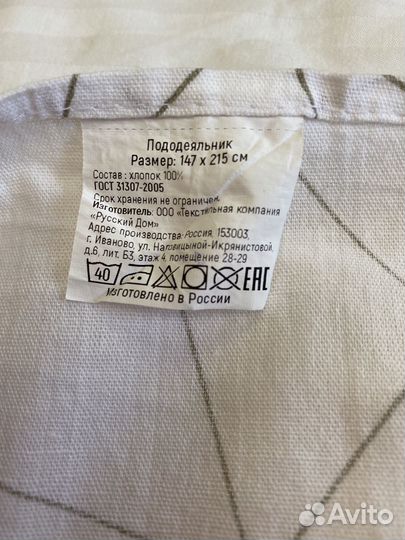 Пододеяльник
Размер: 147 х 215 см
Состав : хлопок 100%
ГОСТ 31307-2005
Срок хранения не ограничен.
Изготовитель: ООО «Текстильная компания
«Русский Дом»
Адрес производства: Россия, 153003,
г. Иваново, ул. Наговицыной-Икрянистовой,
д.6, лит. Б3, этаж 4, помещение 28-29
40 EAC
Изготовлено в России
Avito